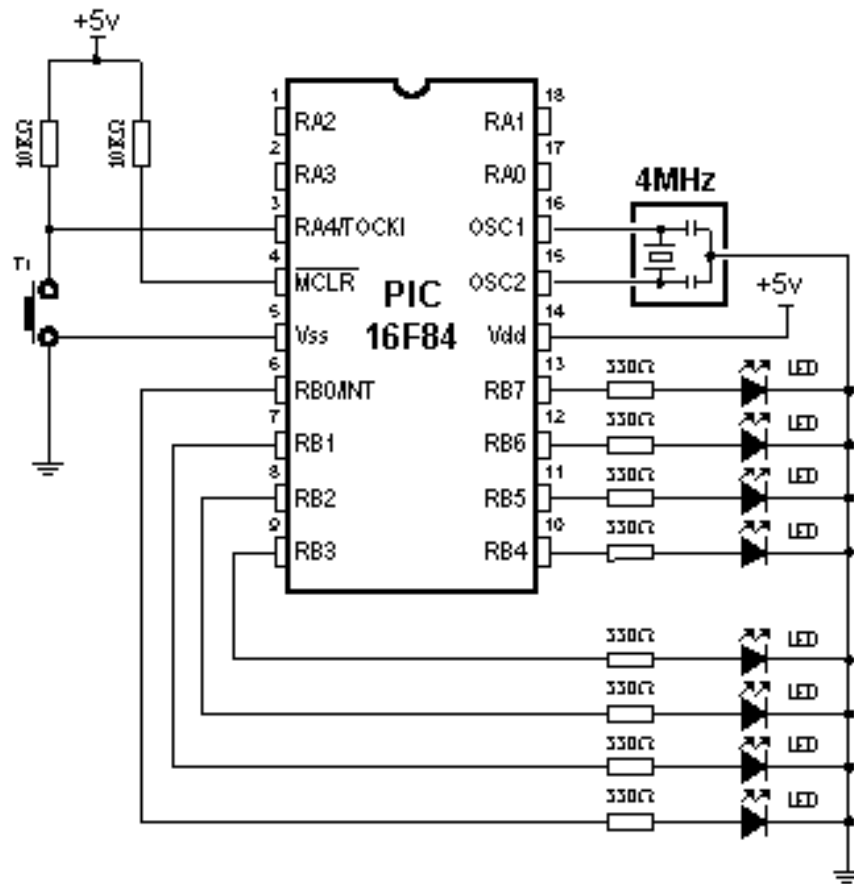 +5v
10KΩ
10KΩ
T1
1
RA2
2
RA3
3
RA4/TOCKI
4
MCLR
5
Vss
6
RB0/INT
7
RB1
8
RB2
9
RB3
PIC
16F84
18
RA1
17
RA0
16
OSC1
15
OSC2
14
Vdd
13
RB7
12
RB6
11
RB5
10
RB4
4MHz
+5v
330Ω LED
330Ω LED
330Ω LED
330Ω LED
330Ω LED
330Ω LED
330Ω LED
330Ω LED